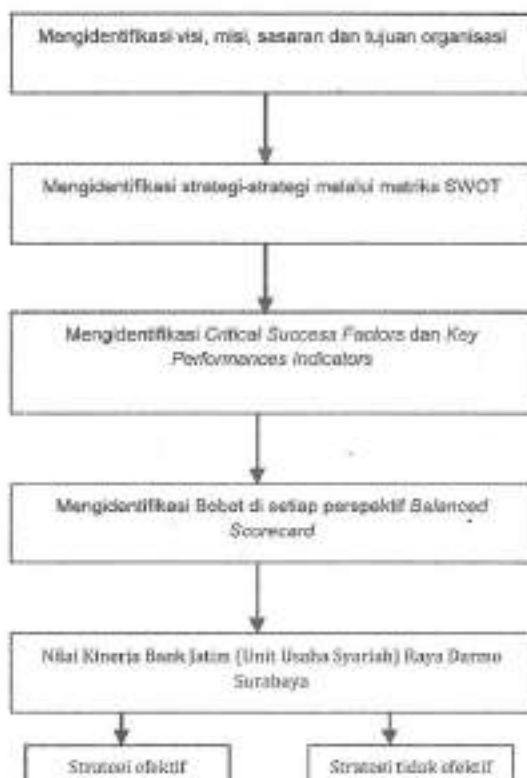 Mengidentifikasi visi, misi, sasaran dan tujuan organisasi
Mengidentifikasi strategi-strategi melalui matrika SWOT
Mengidentifikasi Critical Success Factors dan Key
Performances Indicators
Mengidentifikasi Bobot di setiap perspektif Balanced
Scorecard
Nilai Kinerja Bank Jatim (Unit Usaha Syariah) Raya Darmo
Surabaya
Strategi efektif
Strategi tidak efektif